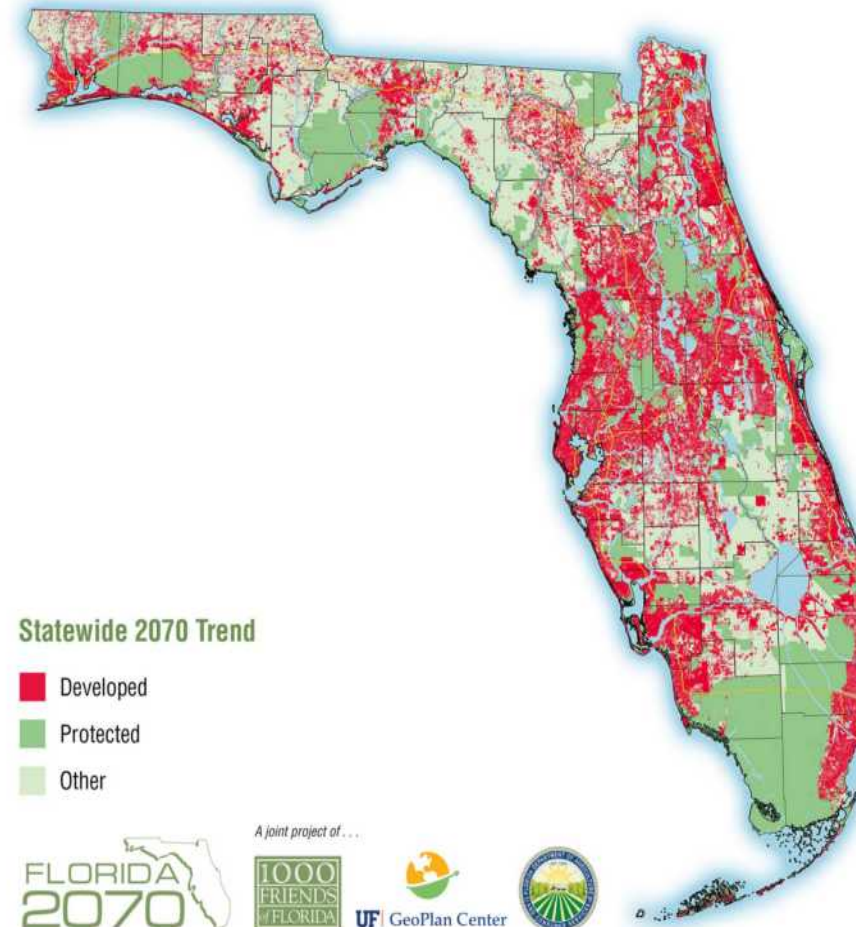 Statewide 2070 Trend
Developed
Protected
Other
A joint project of . . .
FLORIDA
2070
1000
FRIENDS
of FLORIDA
UF GeoPlan Center